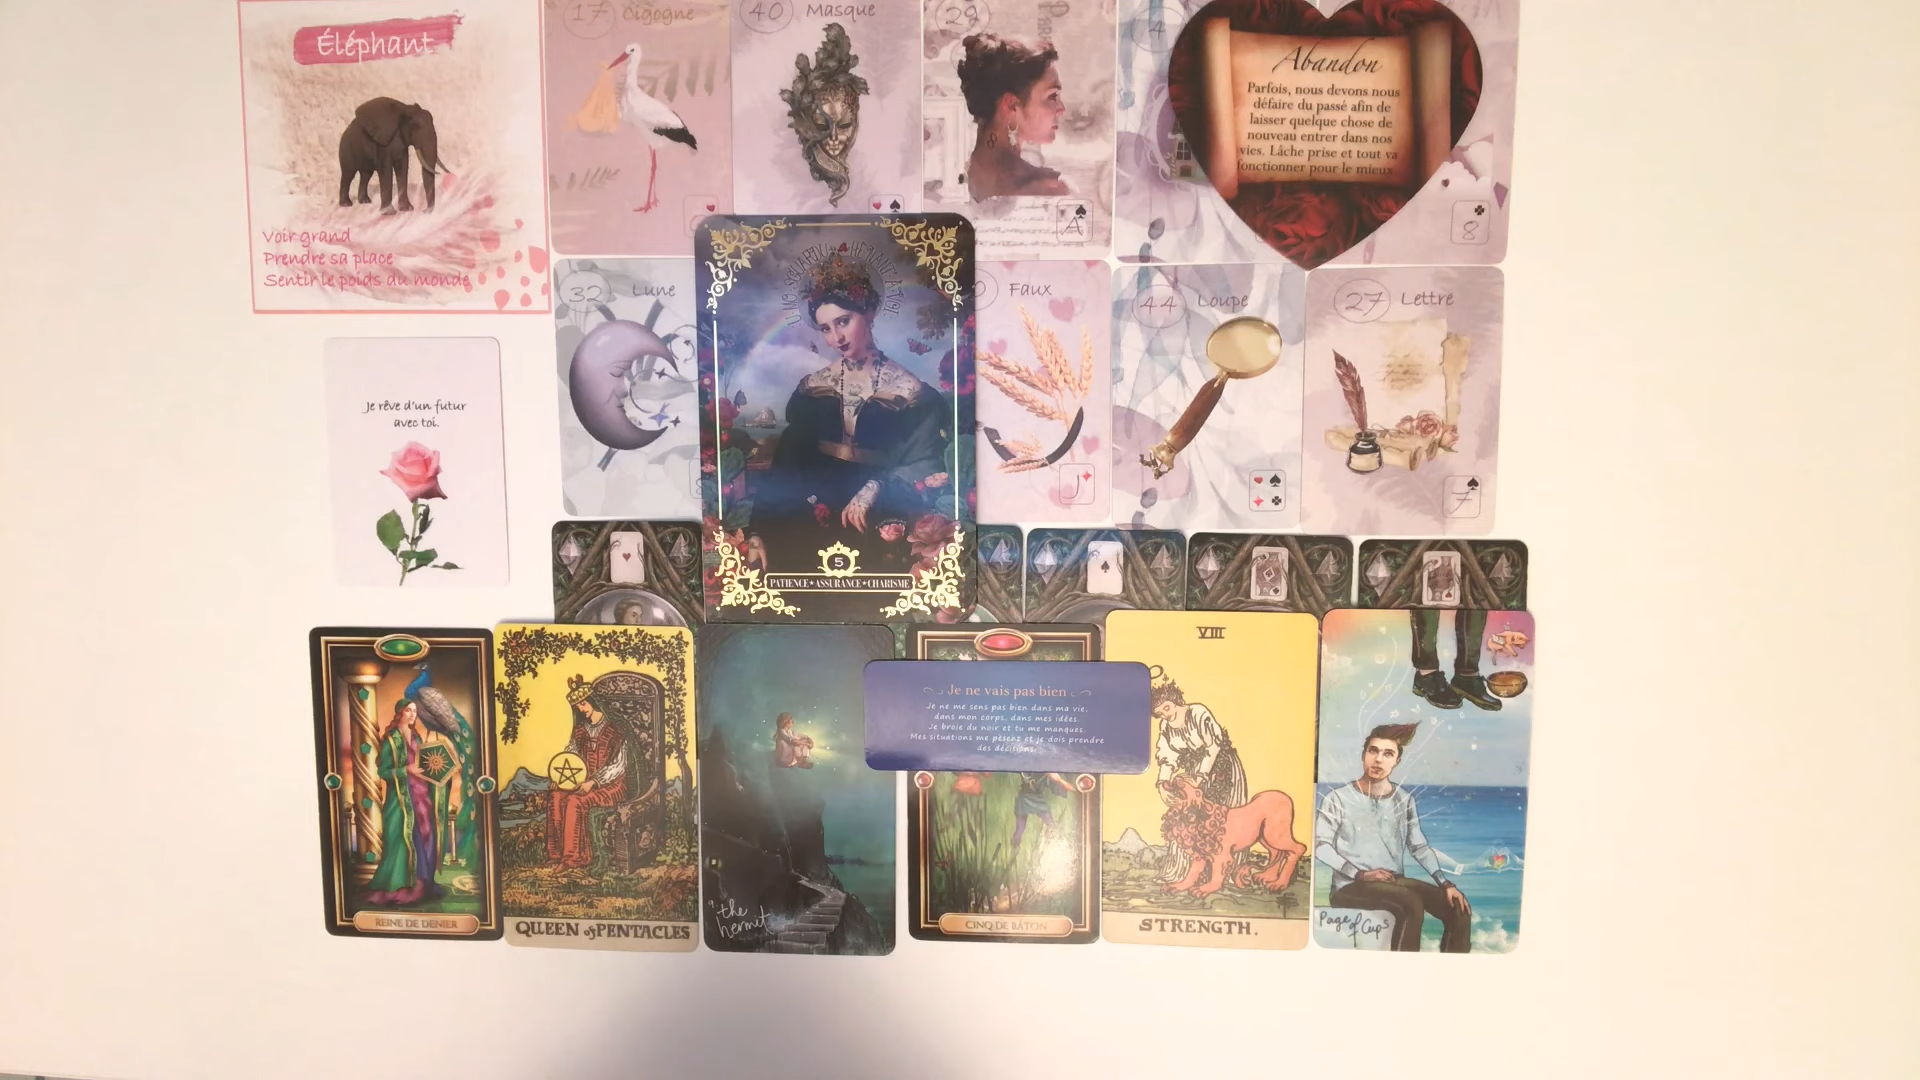 Éléphant
Voir grand
Prendre sa place
Sentir le poids du monde
17 Cigogne
40 Masque
29
A
4
Abandon
Parfois, nous devons nous
défaire du passé afin de
laisser quelque chose de
nouveau entrer dans nos
vies. Lâche prise et tout va
fonctionner pour le mieux
8
Je rêve d'un futur
avec toi.
32 Lune
5
PATIENCE★ASSURANCE★CHARISME
Faux
J
44 Loupe
27 Lettre
7
REINE DE DENIER
QUEEN of PENTACLES
9 the
hermit
Je ne vais pas bien
Je ne me sens pas bien dans ma vie,
dans mon corps, dans mes idées.
Je broie du noir et tu me manques.
Mes situations me pèsent et je dois prendre
des décisions.
CINQ DE BÂTON
VIII
STRENGTH.
Page of Cups